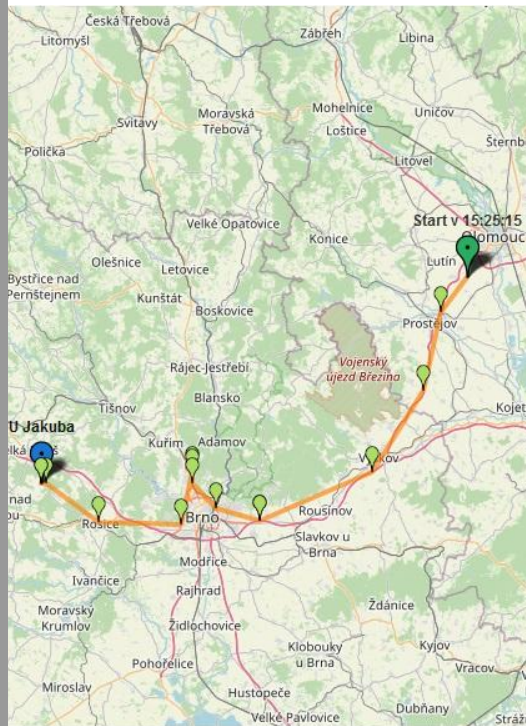 Česká Třebová
Litomyšl
Zábřeh
Libina
Mohelnice
Uničov
Moravská
Třebová
Svitavy
Loštice
Šternb
Litovel
Polička
Velké Opatovice
Start v 15:25:15
Olomouc
Konice
Lutín
Olešnice
Letovice
Bystřice nad
Pernštejnem
Kunštát
Boskovice
Prostějov
Vojenský
újezd Březina
Rájec-Jestřebí
Blansko
Tišnov
Kojet
U Jakuba
Kuřim
Adamov
nad
Rosice
Brno
Rousínov
Slavkov u
Brna
Modřice
Ivančice
Rajhrad
Moravský
Krumlov
Ždánice
Židlochovice
Klobouky
u Brna
Kyjov
Pohořelice
Vracov
Miroslav
Hustopeče
Dubňany
Velké Pavlovice
Stráž